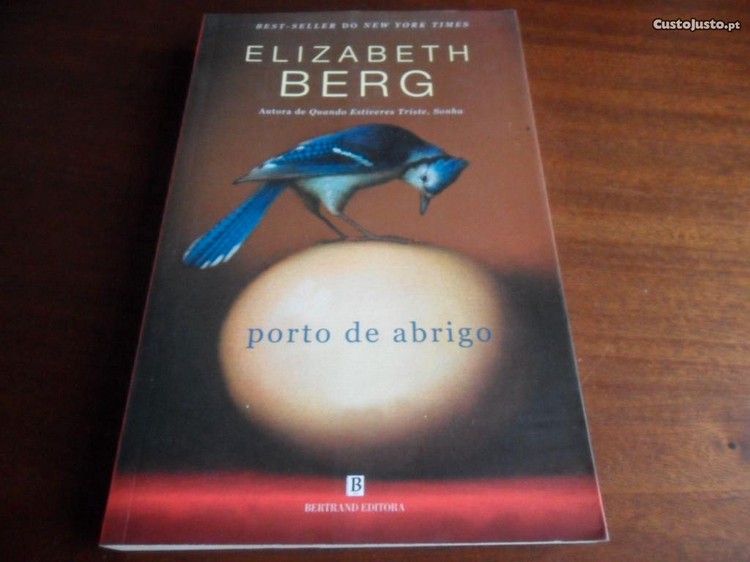 CustoJusto.pt
BEST-SELLER DO NEW YORK TIMES
ELIZABETH
BERG
Autora de Quando Estiveres Triste, Sonha
porto de abrigo
B
BERTRAND EDITORA